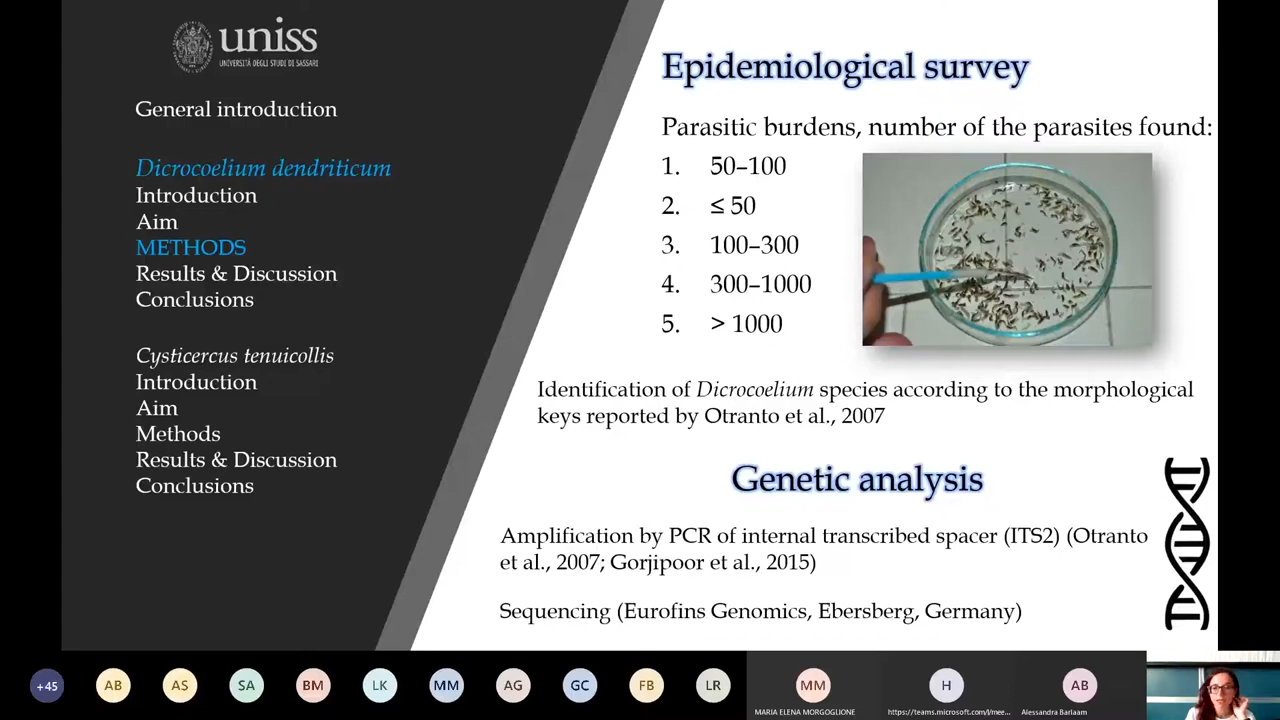 uniss
UNIVERSITÀ DEGLI STUDI DI SASSARI
General introduction
Dicrocoelium dendriticum
Introduction
Aim
METHODS
Results & Discussion
Conclusions
Cysticercus tenuicollis
Introduction
Aim
Methods
Results & Discussion
Conclusions
Epidemiological survey
Parasitic burdens, number of the parasites found:
1. 50–100
2. ≤ 50
3. 100–300
4. 300–1000
5. > 1000
Identification of Dicrocoelium species according to the morphological
keys reported by Otranto et al., 2007
Genetic analysis
Amplification by PCR of internal transcribed spacer (ITS2) (Otranto
et al., 2007; Gorjipoor et al., 2015)
Sequencing (Eurofins Genomics, Ebersberg, Germany)
+45 AB AS SA BM LK MM AG GC FB LR MM H AB
MARIA ELENA MORGOGLIONE https://teams.microsoft.com/l/mee... Alessandra Barlaam